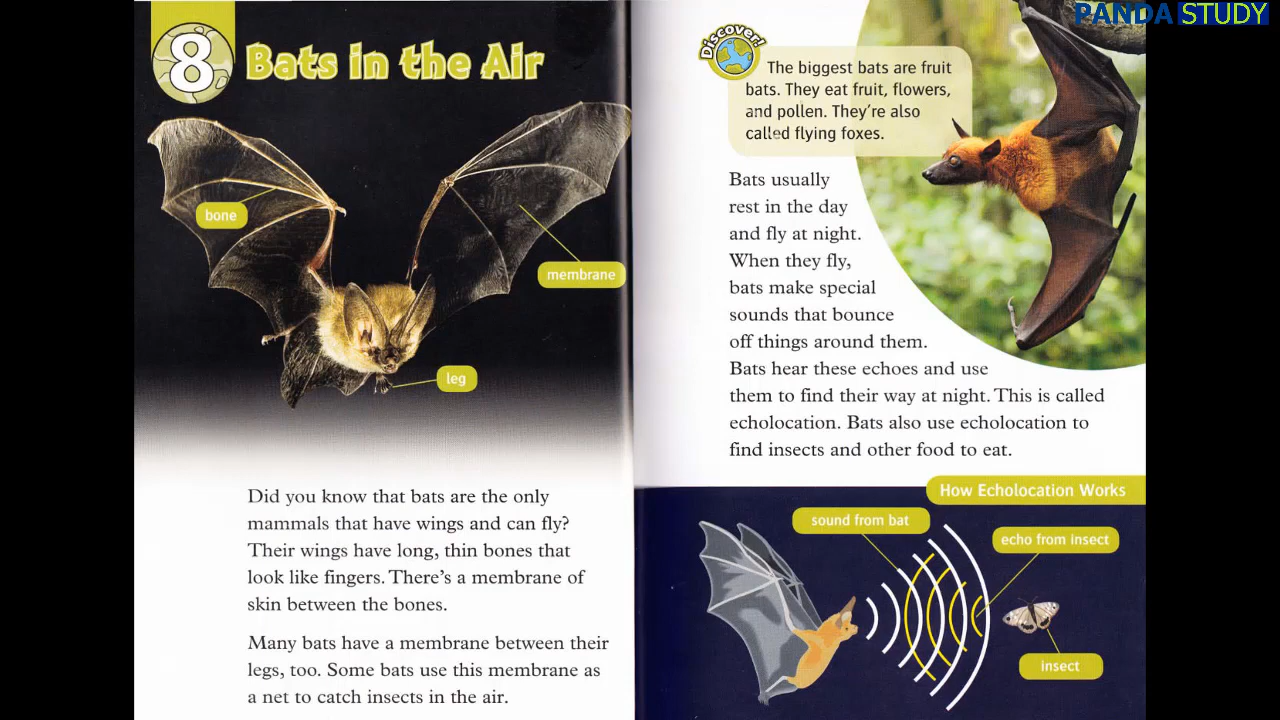 PANDA STUDY
8
Bats in the Air
bone
membrane
leg
Did you know that bats are the only
mammals that have wings and can fly?
Their wings have long, thin bones that
look like fingers. There's a membrane of
skin between the bones.
Many bats have a membrane between their
legs, too. Some bats use this membrane as
a net to catch insects in the air.
Discover!
The biggest bats are fruit
bats. They eat fruit, flowers,
and pollen. They're also
called flying foxes.
Bats usually
rest in the day
and fly at night.
When they fly,
bats make special
sounds that bounce
off things around them.
Bats hear these echoes and use
them to find their way at night. This is called
echolocation. Bats also use echolocation to
find insects and other food to eat.
How Echolocation Works
sound from bat
echo from insect
insect